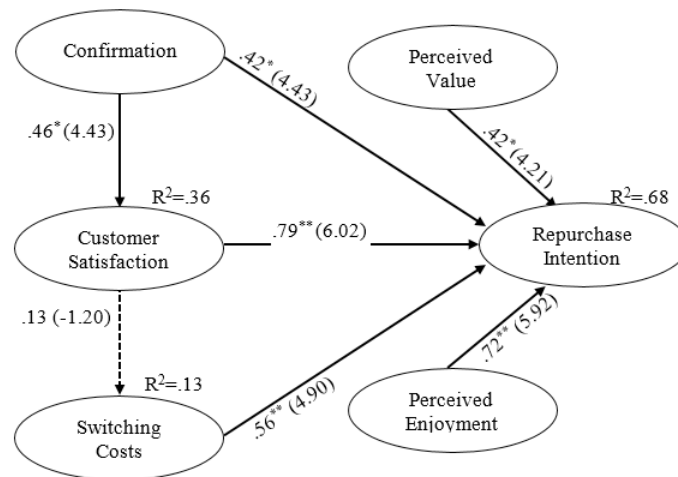 Confirmation
Perceived
Value
.42* (4.43)
.46* (4.43)
.42* (4.21)
R²=.36
R²=.68
Customer
Satisfaction
.79** (6.02)
Repurchase
Intention
.13 (-1.20)
.72** (5.92)
R²=.13
.56** (4.90)
Switching
Costs
Perceived
Enjoyment